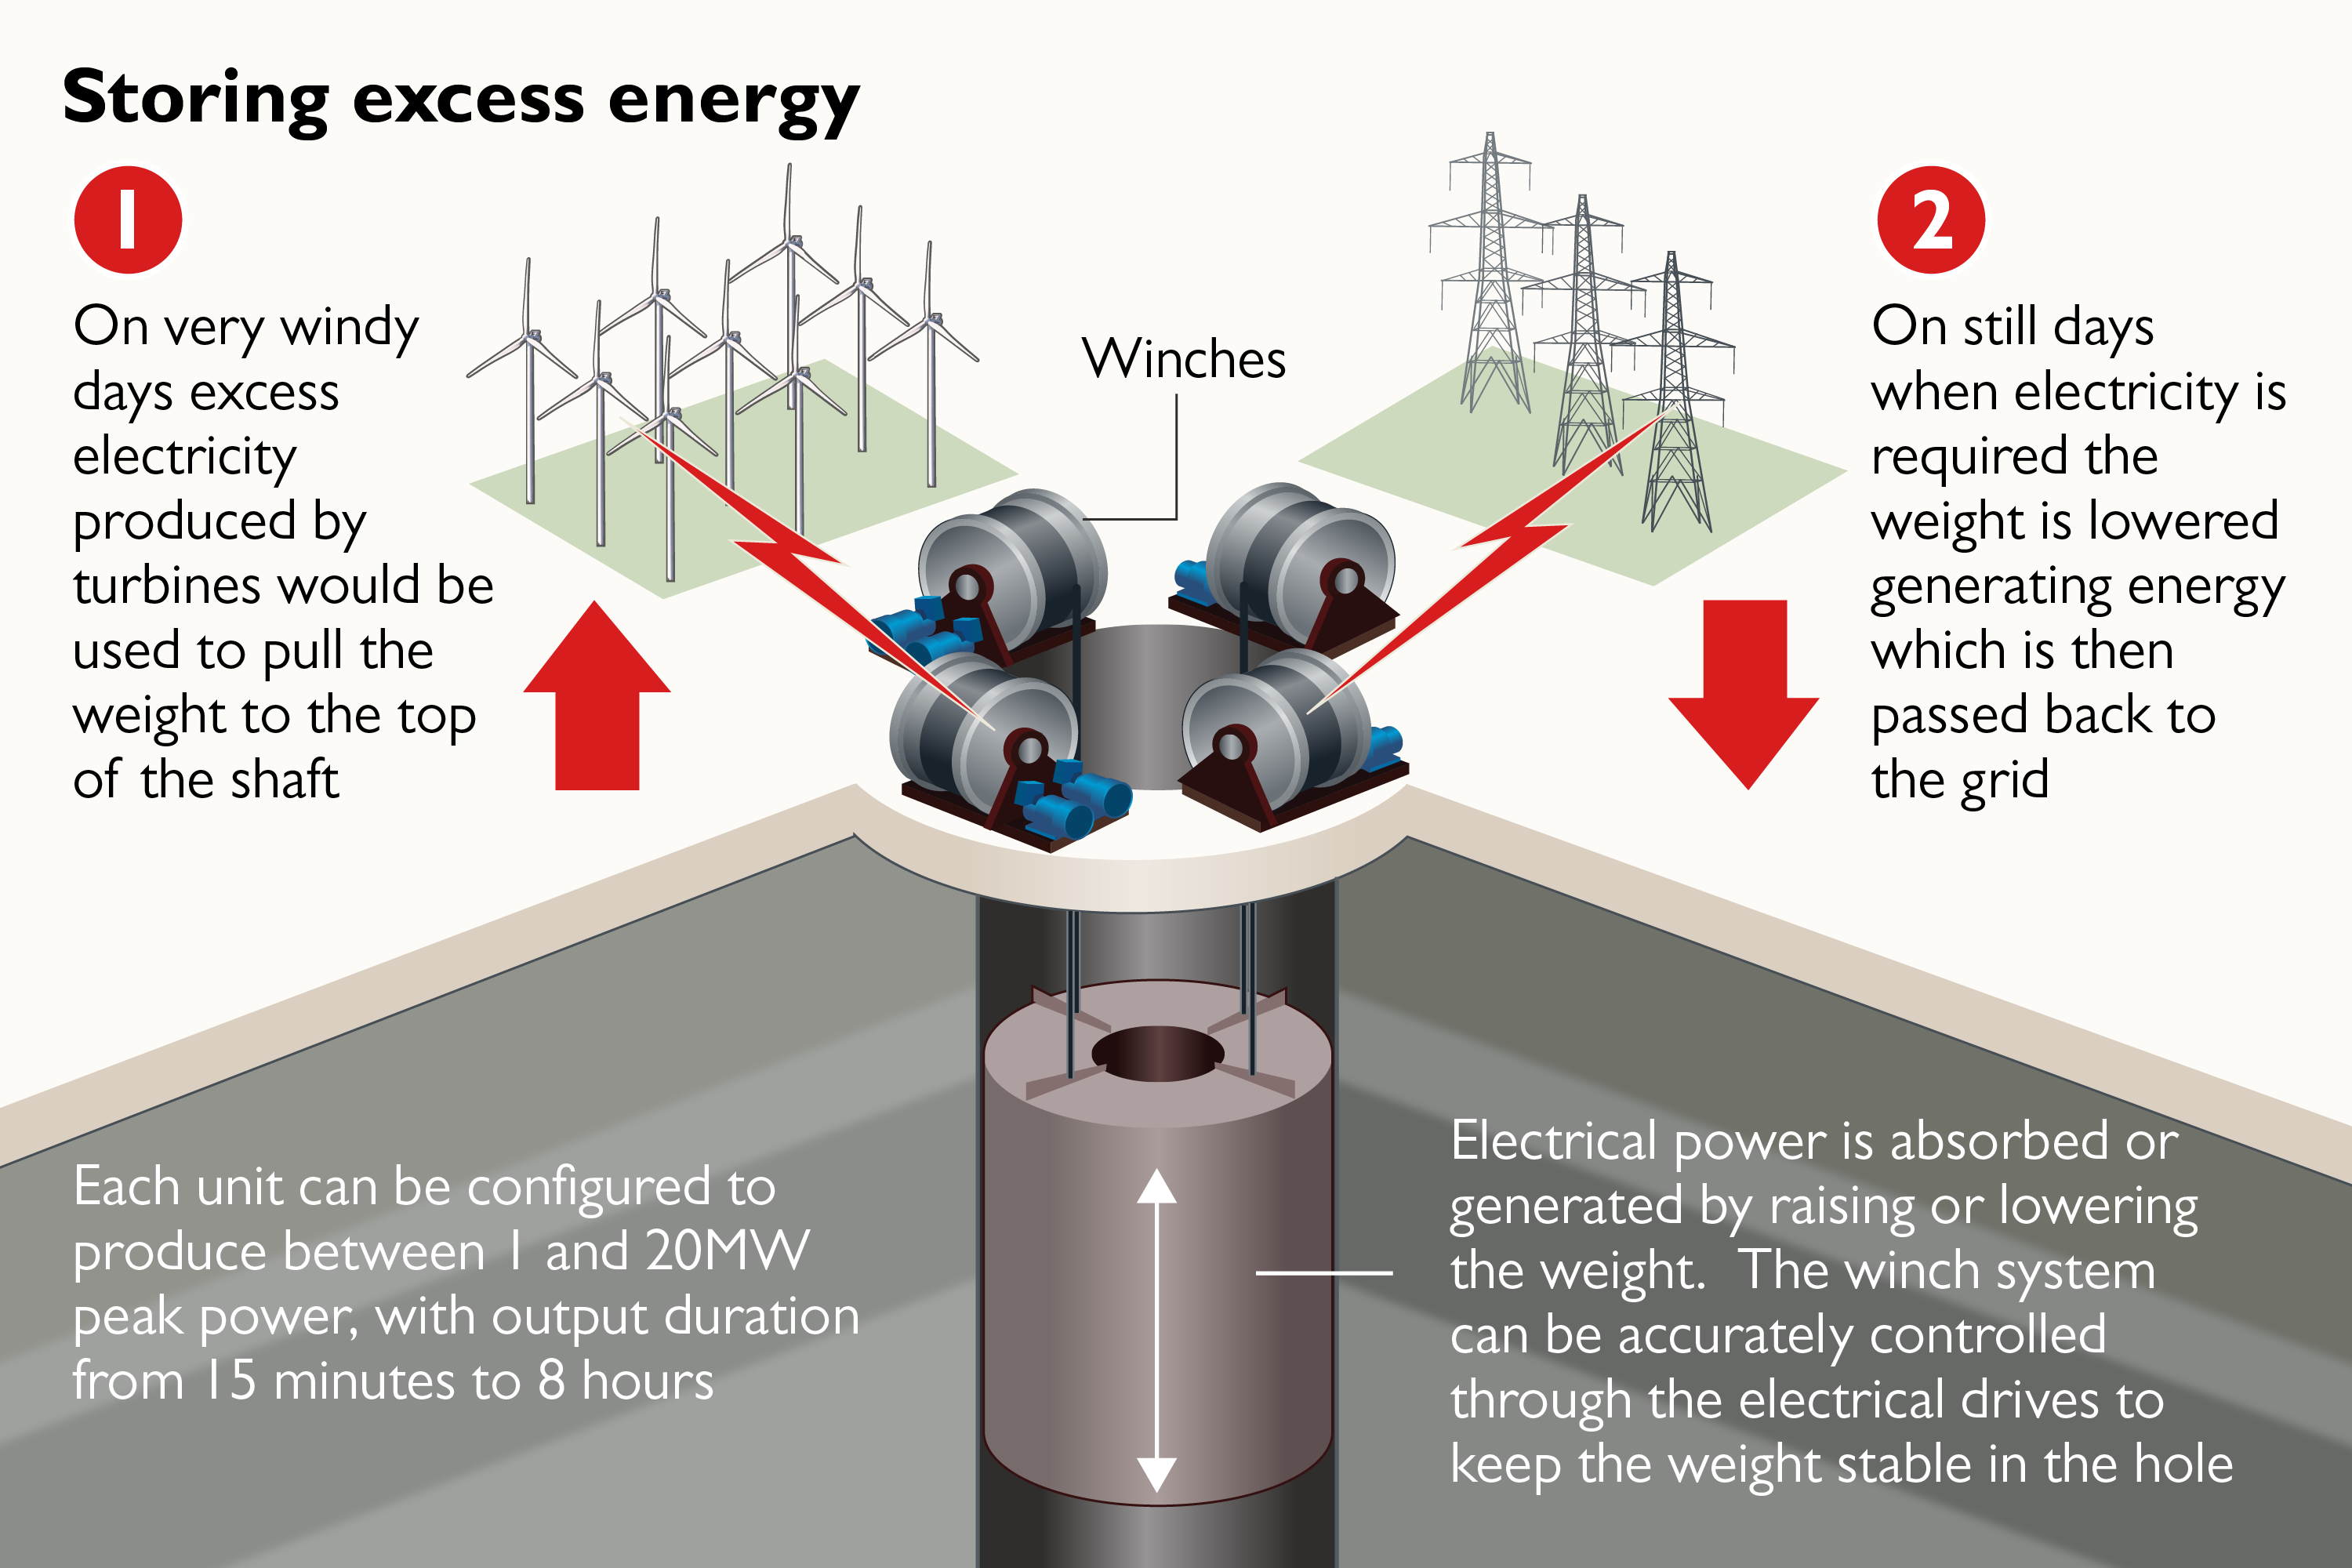 Storing excess energy
1
On very windy
days excess
electricity
produced by
turbines would be
used to pull the
weight to the top
of the shaft
Winches
2
On still days
when electricity is
required the
weight is lowered
generating energy
which is then
passed back to
the grid
Each unit can be configured to
produce between 1 and 20MW
peak power, with output duration
from 15 minutes to 8 hours
Electrical power is absorbed or
generated by raising or lowering
the weight.  The winch system
can be accurately controlled
through the electrical drives to
keep the weight stable in the hole